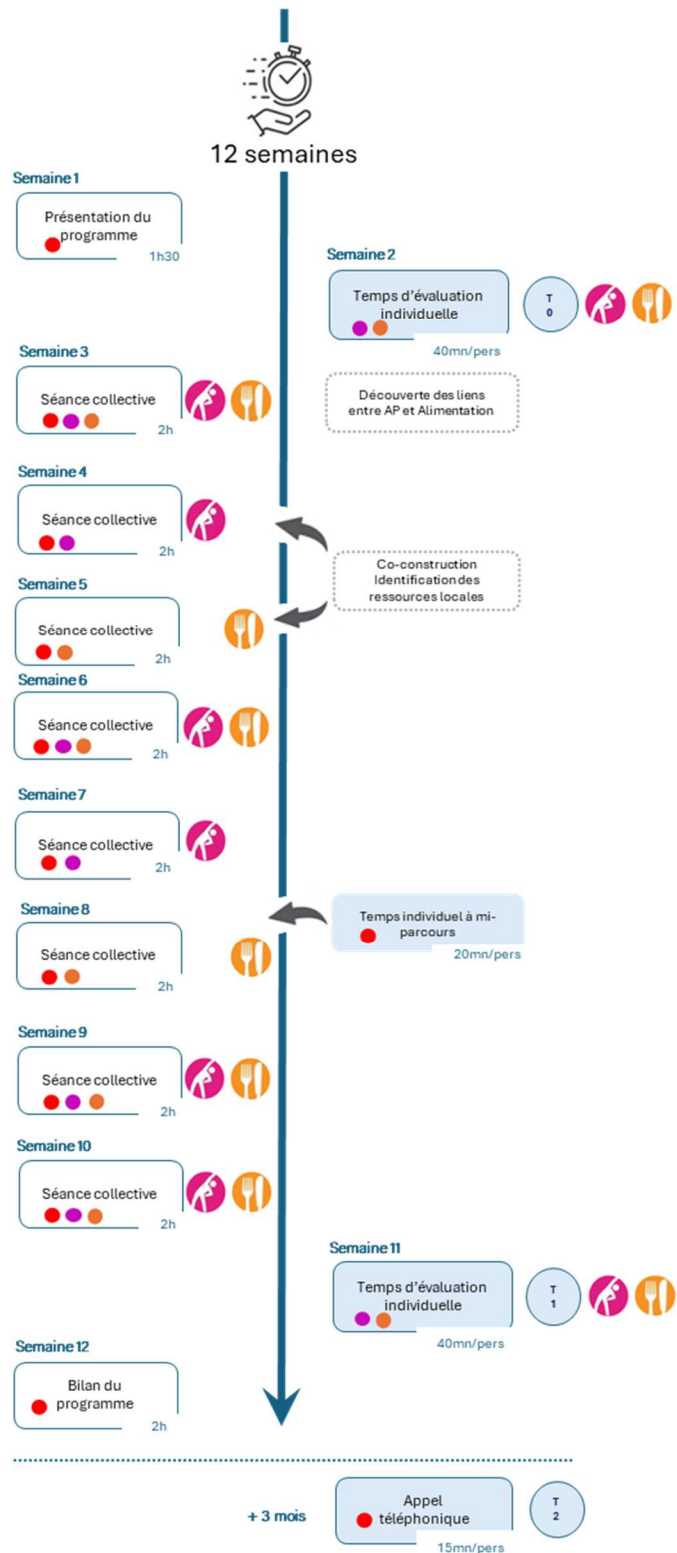 12 semaines
Semaine 1
Présentation du
programme
1h30
Semaine 2
Temps d'évaluation
individuelle
40mn/pers
T
0
Semaine 3
Séance collective
2h
Découverte des liens
entre AP et Alimentation
Semaine 4
Séance collective
2h
Co-construction
Identification des
ressources locales
Semaine 5
Séance collective
2h
Semaine 6
Séance collective
2h
Semaine 7
Séance collective
2h
Semaine 8
Séance collective
2h
Temps individuel à mi-
parcours
20mn/pers
Semaine 9
Séance collective
2h
Semaine 10
Séance collective
2h
Semaine 11
Temps d'évaluation
individuelle
40mn/pers
T
1
Semaine 12
Bilan du
programme
2h
+ 3 mois
Appel
téléphonique
15mn/pers
T
2